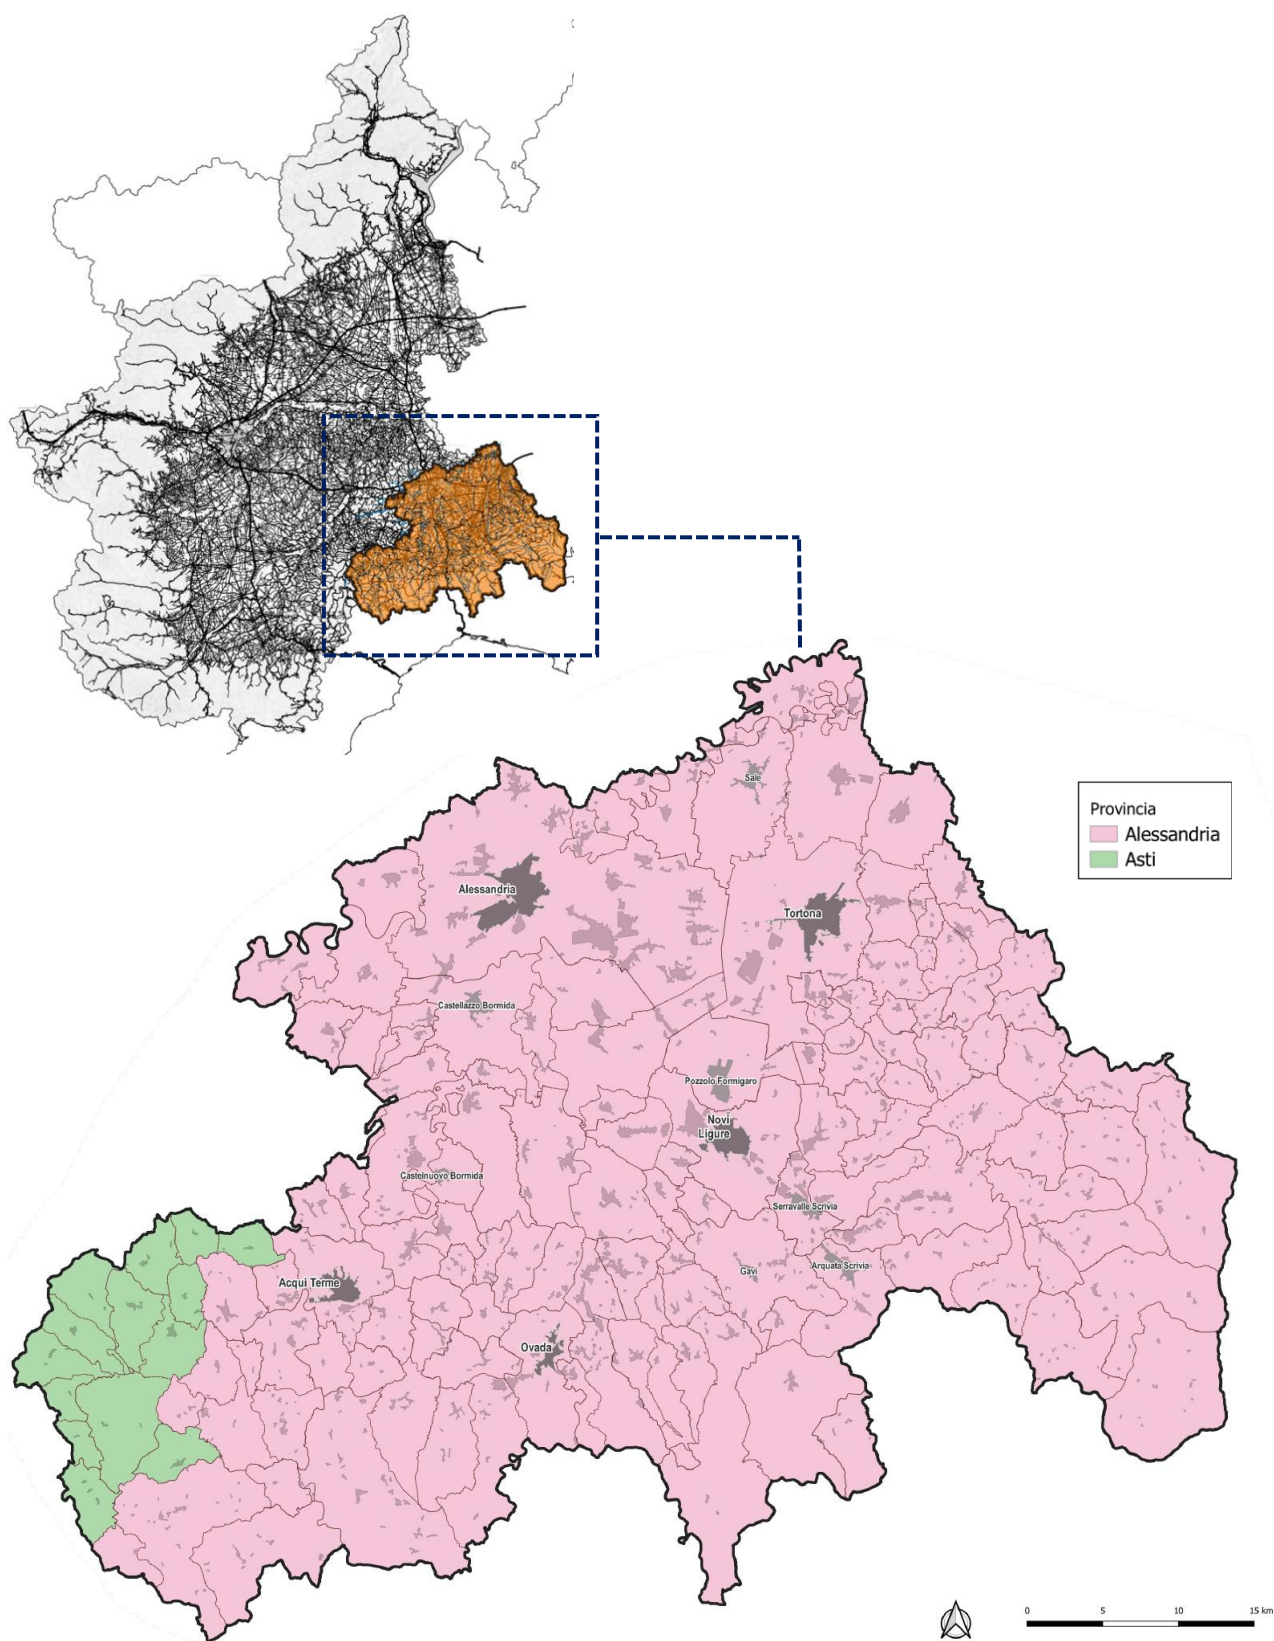 Sale
Provincia
Alessandria
Asti
Alessandria
Tortona
Castellazzo Bormida
Pozzolo Formigaro
Novi
Ligure
Castelnuovo Bormida
Serravalle Scrivia
Gavi
Arquata Scrivia
Acqui Terme
Ovada
0 5 10 15 km